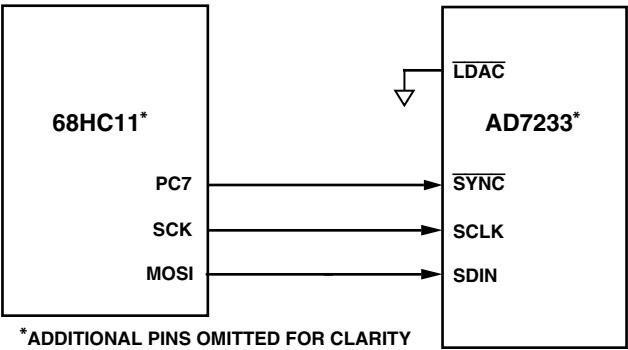 LDAC
68HC11*
AD7233*
PC7
SYNC
SCK
SCLK
MOSI
SDIN
*ADDITIONAL PINS OMITTED FOR CLARITY